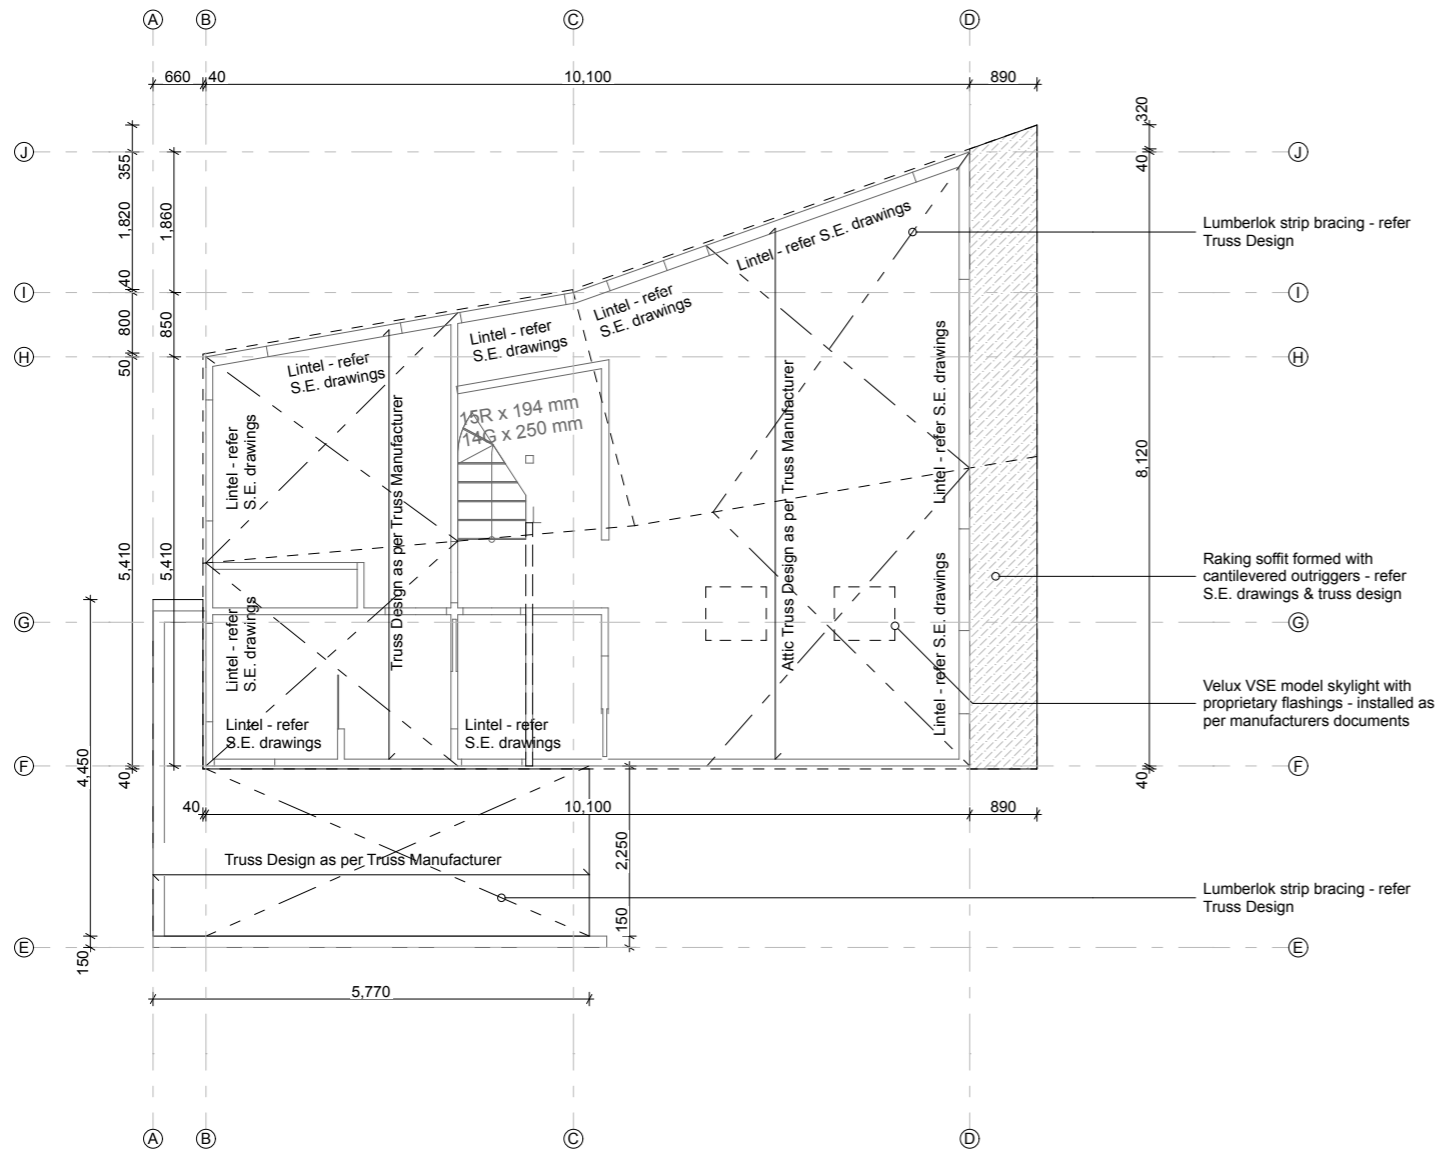 A
B
C
D
660
40
10,100
890
320
J
355
40
J
1,820
1,860
Lumberlok strip bracing - refer
Truss Design
Lintel - refer S.E. drawings
40
I
I
Lintel - refer
S.E. drawings
800
850
Lintel - refer
S.E. drawings
H
H
50
Lintel - refer
S.E. drawings
15R x 194 mm
14G x 250 mm
Lintel - refer
S.E. drawings
Truss Design as per Truss Manufacturer
Attic Truss Design as per Truss Manufacturer
Lintel - refer S.E. drawings
8,120
5,410
5,410
Raking soffit formed with
cantilevered outriggers - refer
S.E. drawings & truss design
G
G
Lintel - refer
S.E. drawings
Lintel - refer S.E. drawings
Velux VSE model skylight with
proprietary flashings - installed as
per manufacturers documents
Lintel - refer
S.E. drawings
Lintel - refer
S.E. drawings
F
F
4,450
40
40
40
10,100
890
2,250
Truss Design as per Truss Manufacturer
Lumberlok strip bracing - refer
Truss Design
150
E
E
150
5,770
A
B
C
D